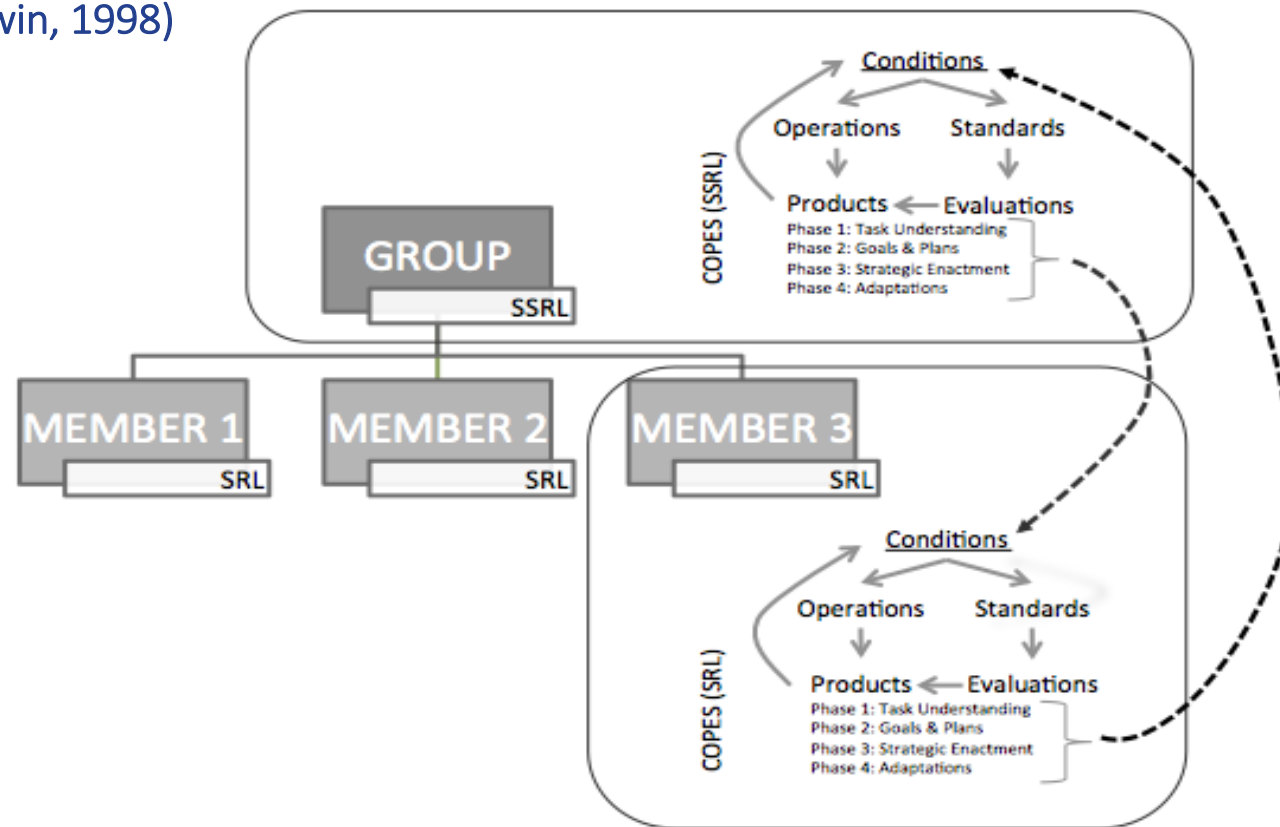 win, 1998)
Conditions
Operations Standards
COPES (SSRL)
Products Evaluations
Phase 1: Task Understanding
Phase 2: Goals & Plans
Phase 3: Strategic Enactment
Phase 4: Adaptations
GROUP
SSRL
MEMBER 1 MEMBER 2 MEMBER 3
SRL SRL SRL
Conditions
Operations Standards
COPES (SRL)
Products Evaluations
Phase 1: Task Understanding
Phase 2: Goals & Plans
Phase 3: Strategic Enactment
Phase 4: Adaptations